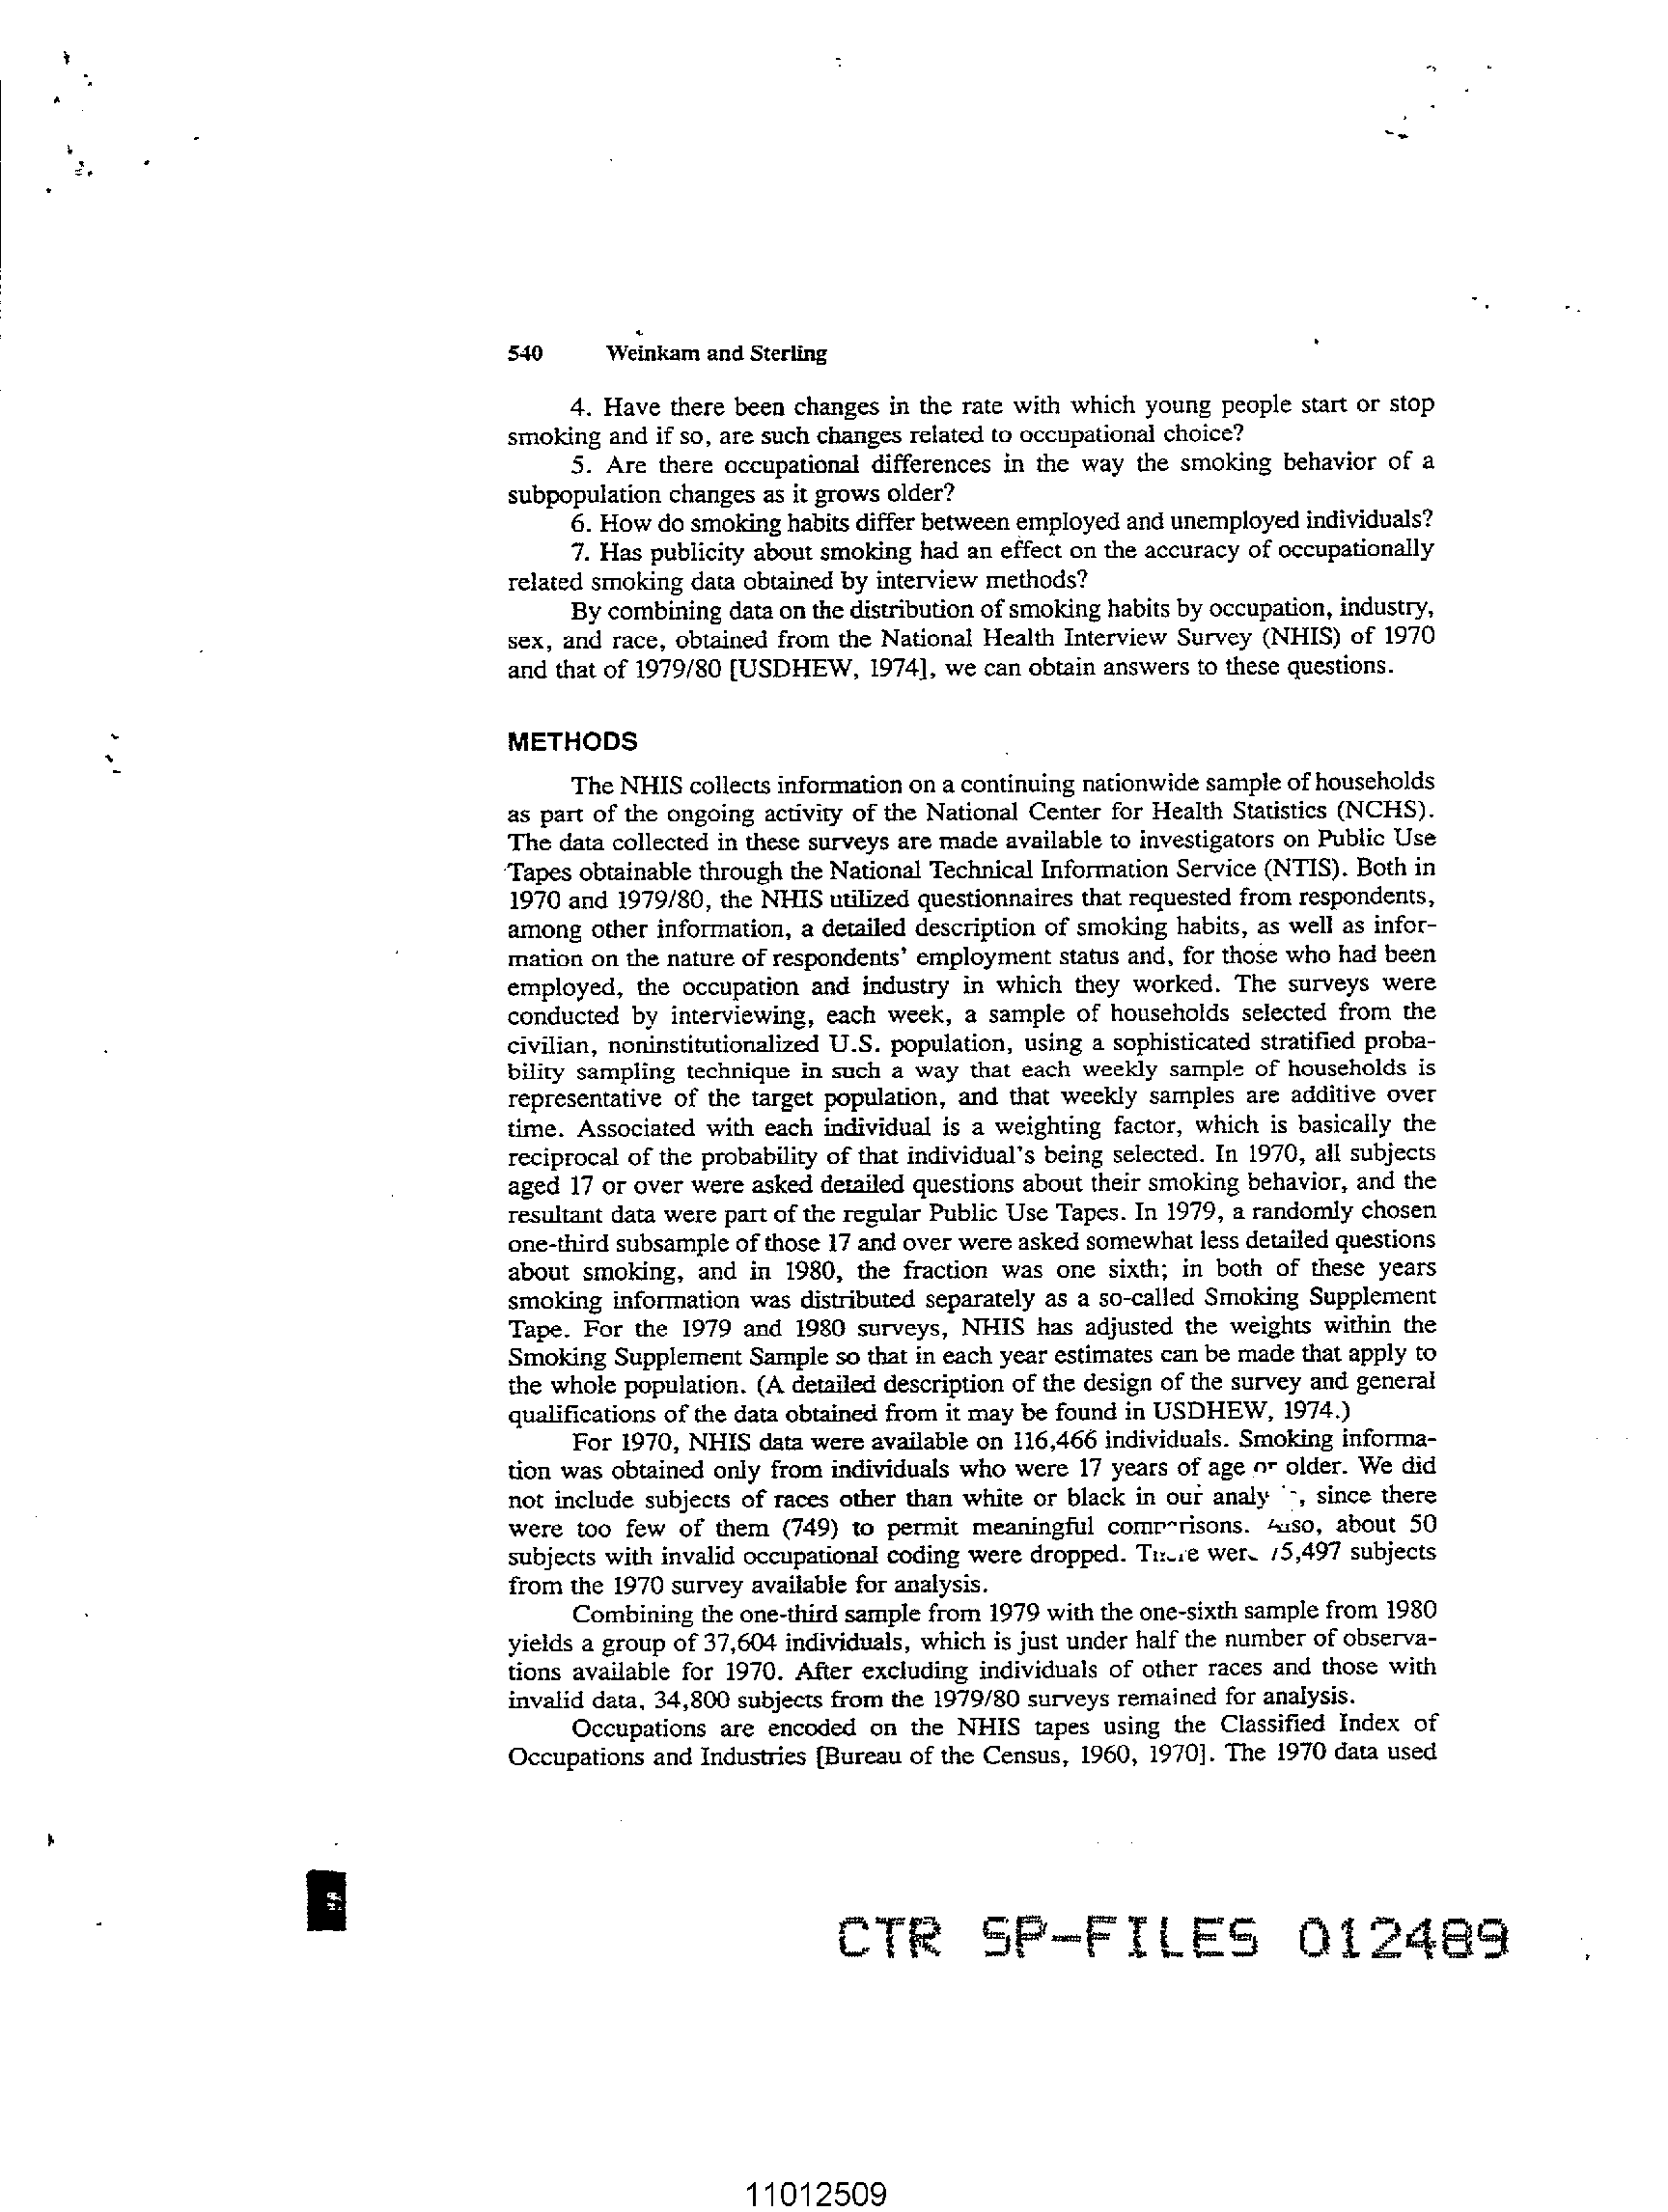 540 Weinkam and Sterling
4. Have there been changes in the rate with which young people start or stop
smoking and if so, are such changes related to occupational choice?
5. Are there occupational differences in the way the smoking behavior of a
subpopulation changes as it grows older?
6. How do smoking habits differ between employed and unemployed individuals?
7. Has publicity about smoking had an effect on the accuracy of occupationally
related smoking data obtained by interview methods?
By combining data on the distribution of smoking habits by occupation, industry,
sex, and race, obtained from the National Health Interview Survey (NHIS) of 1970
and that of 1979/80 [USDHEW, 1974], we can obtain answers to these questions.
METHODS
The NHIS collects information on a continuing nationwide sample of households
as part of the ongoing activity of the National Center for Health Statistics (NCHS).
The data collected in these surveys are made available to investigators on Public Use
Tapes obtainable through the National Technical Information Service (NTIS). Both in
1970 and 1979/80, the NHIS utilized questionnaires that requested from respondents,
among other information, a detailed description of smoking habits, as well as infor-
mation on the nature of respondents' employment status and, for those who had been
employed, the occupation and industry in which they worked. The surveys were
conducted by interviewing, each week, a sample of households selected from the
civilian, noninstitutionalized U.S. population, using a sophisticated stratified proba-
bility sampling technique in such a way that each weekly sample of households is
representative of the target population, and that weekly samples are additive over
time. Associated with each individual is a weighting factor, which is basically the
reciprocal of the probability of that individual's being selected. In 1970, all subjects
aged 17 or over were asked detailed questions about their smoking behavior, and the
resultant data were part of the regular Public Use Tapes. In 1979, a randomly chosen
one-third subsample of those 17 and over were asked somewhat less detailed questions
about smoking, and in 1980, the fraction was one sixth; in both of these years
smoking information was distributed separately as a so-called Smoking Supplement
Tape. For the 1979 and 1980 surveys, NHIS has adjusted the weights within the
Smoking Supplement Sample so that in each year estimates can be made that apply to
the whole population. (A detailed description of the design of the survey and general
qualifications of the data obtained from it may be found in USDHEW, 1974.)
For 1970, NHIS data were available on 116,466 individuals. Smoking informa-
tion was obtained only from individuals who were 17 years of age or older. We did
not include subjects of races other than white or black in our since there
were too few of them (749) to permit meaningful comparisons. Also, about 50
subjects with invalid occupational coding were dropped. There were subjects
from the 1970 survey available for analysis.
Combining the one-third sample from 1979 with the one-sixth sample from 1980
yields a group of 37,604 individuals, which is just under half the number of observa-
tions available for 1970. After excluding individuals of other races and those with
invalid data, 34,800 subjects from the 1979/80 surveys remained for analysis.
Occupations are encoded on the NHIS tapes using the Classified Index of
Occupations and Industries [Bureau of the Census, 1960, 1970]. The 1970 data used
CTR SP-FILES 012489
11012509